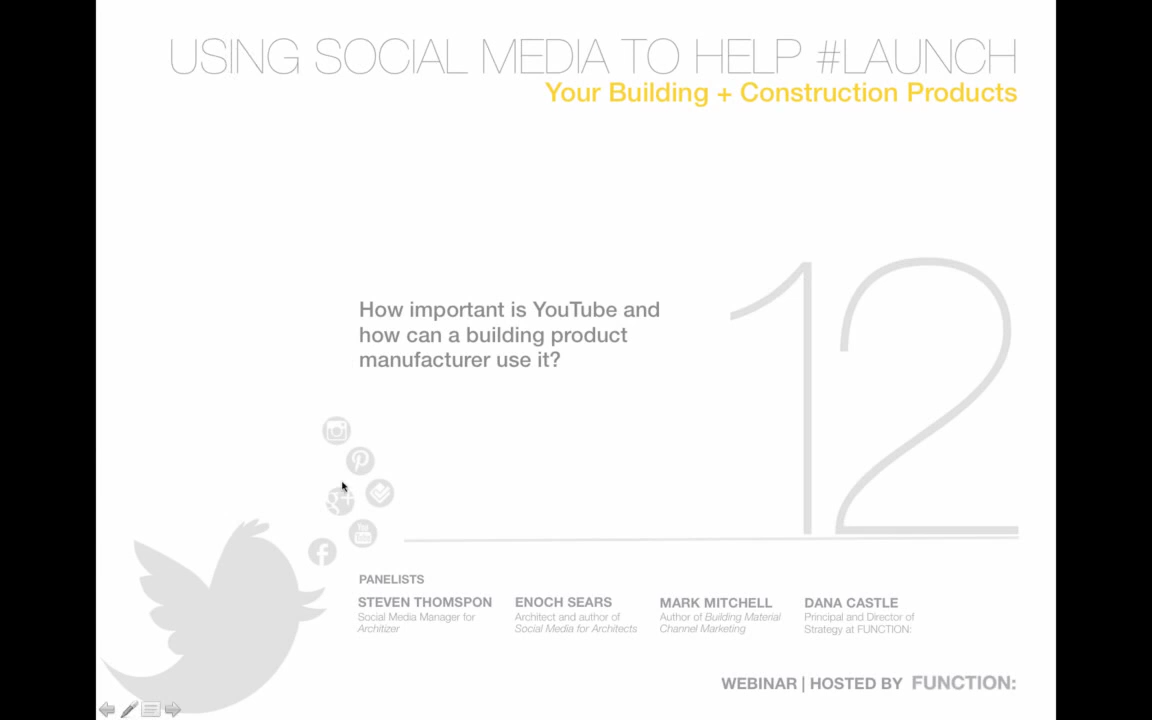 USING SOCIAL MEDIA TO HELP #LAUNCH
Your Building + Construction Products
How important is YouTube and
how can a building product
manufacturer use it?
12
g+
You
Tube
f
PANELISTS
STEVEN THOMSPON
Social Media Manager for
Architizer
ENOCH SEARS
Architect and author of
Social Media for Architects
MARK MITCHELL
Author of Building Material
Channel Marketing
DANA CASTLE
Principal and Director of
Strategy at FUNCTION:
WEBINAR | HOSTED BY FUNCTION: